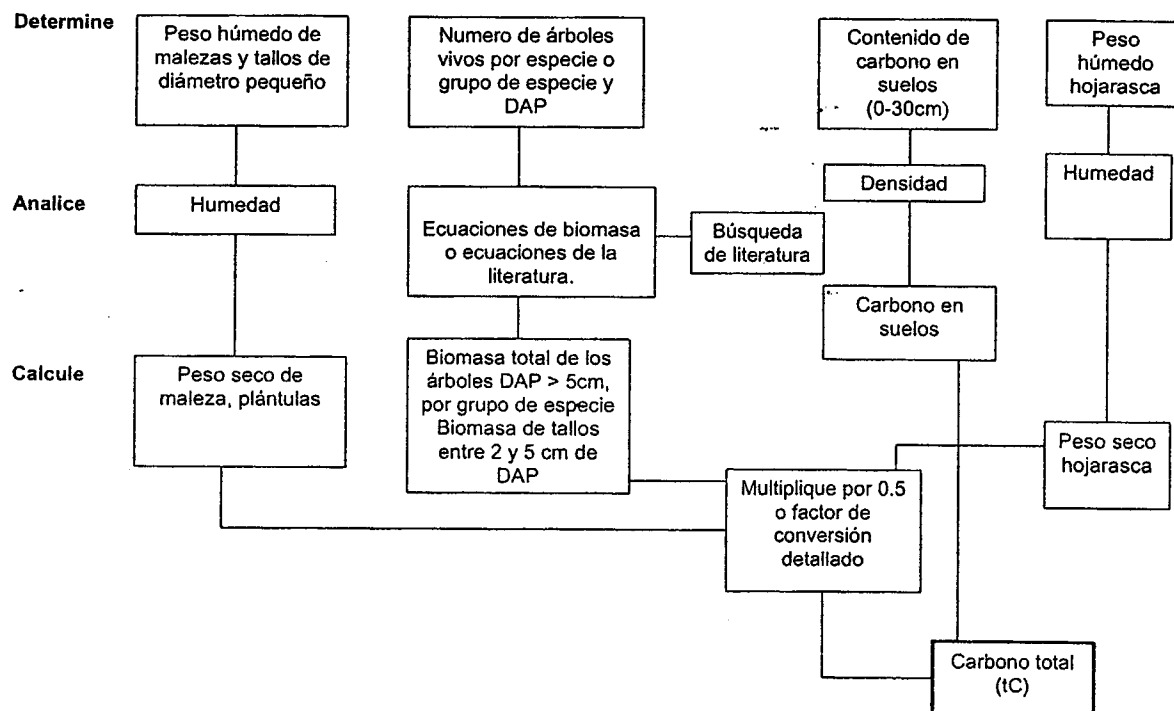 Determine
Peso húmedo de
malezas y tallos de
diámetro pequeño
Numero de árboles
vivos por especie o
grupo de especie y
DAP
Contenido de
carbono en
suelos
(0-30cm)
Peso
húmedo
hojarasca
Analice
Humedad
Ecuaciones de biomasa
o ecuaciones de la
literatura.
Búsqueda
de literatura
Densidad
Humedad
Carbono en
suelos
Calcule
Peso seco de
maleza, plántulas
Biomasa total de los
árboles DAP > 5cm,
por grupo de especie
Biomasa de tallos
entre 2 y 5 cm de
DAP
Peso seco
hojarasca
Multiplique por 0.5
o factor de
conversión
detallado
Carbono total
(tC)